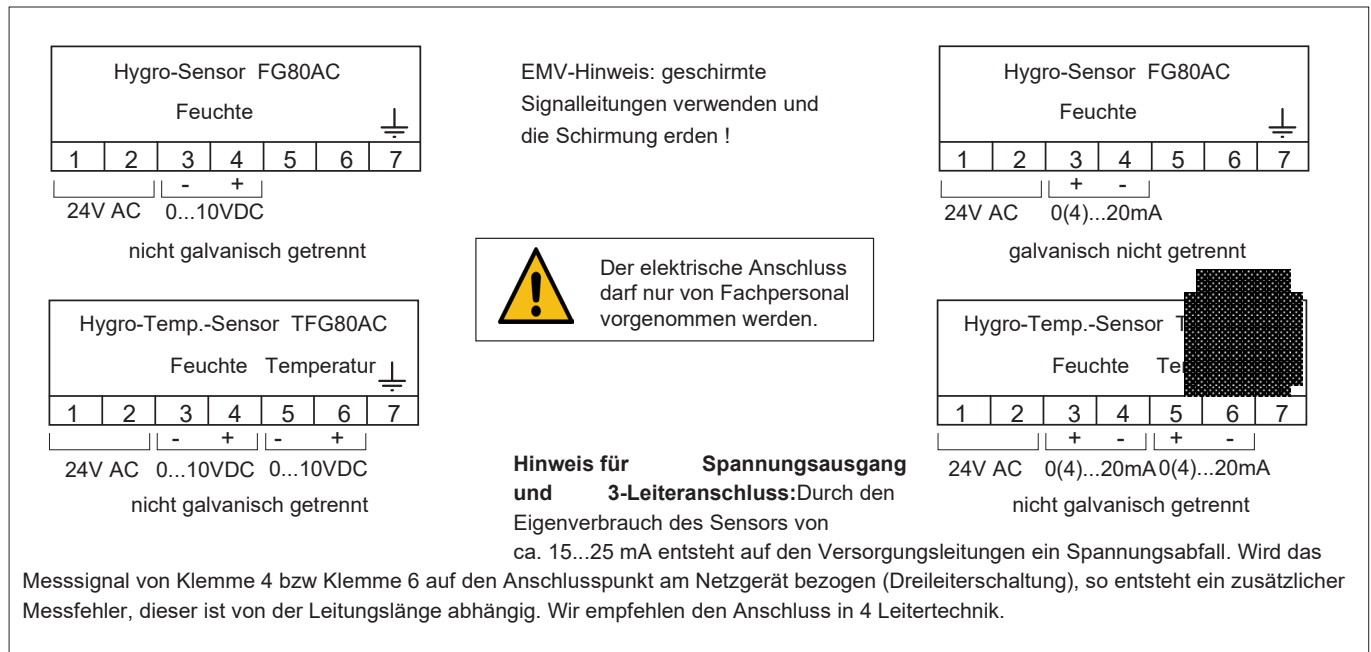 Hygro-Sensor FG80AC
Feuchte
1 2 3 4 5 6 7
- +
24V AC 0...10VDC
nicht galvanisch getrennt
EMV-Hinweis: geschirmte
Signalleitungen verwenden und
die Schirmung erden !
Hygro-Sensor FG80AC
Feuchte
1 2 3 4 5 6 7
+ -
24V AC 0(4)...20mA
galvanisch nicht getrennt
Der elektrische Anschluss
darf nur von Fachpersonal
vorgenommen werden.
Hygro-Temp.-Sensor TFG80AC
Feuchte Temperatur
1 2 3 4 5 6 7
- + - +
24V AC 0...10VDC 0...10VDC
nicht galvanisch getrennt
Hygro-Temp.-Sensor
Feuchte
1 2 3 4 5 6 7
+ - + -
24V AC 0(4)...20mA 0(4)...20mA
nicht galvanisch getrennt
Hinweis für Spannungsausgang
und 3-Leiteranschluss:Durch den
Eigenverbrauch des Sensors von
ca. 15...25 mA entsteht auf den Versorgungsleitungen ein Spannungsabfall. Wird das
Messsignal von Klemme 4 bzw Klemme 6 auf den Anschlusspunkt am Netzgerät bezogen (Dreileiterschaltung), so entsteht ein zusätzlicher
Messfehler, dieser ist von der Leitungslänge abhängig. Wir empfehlen den Anschluss in 4 Leitertechnik.